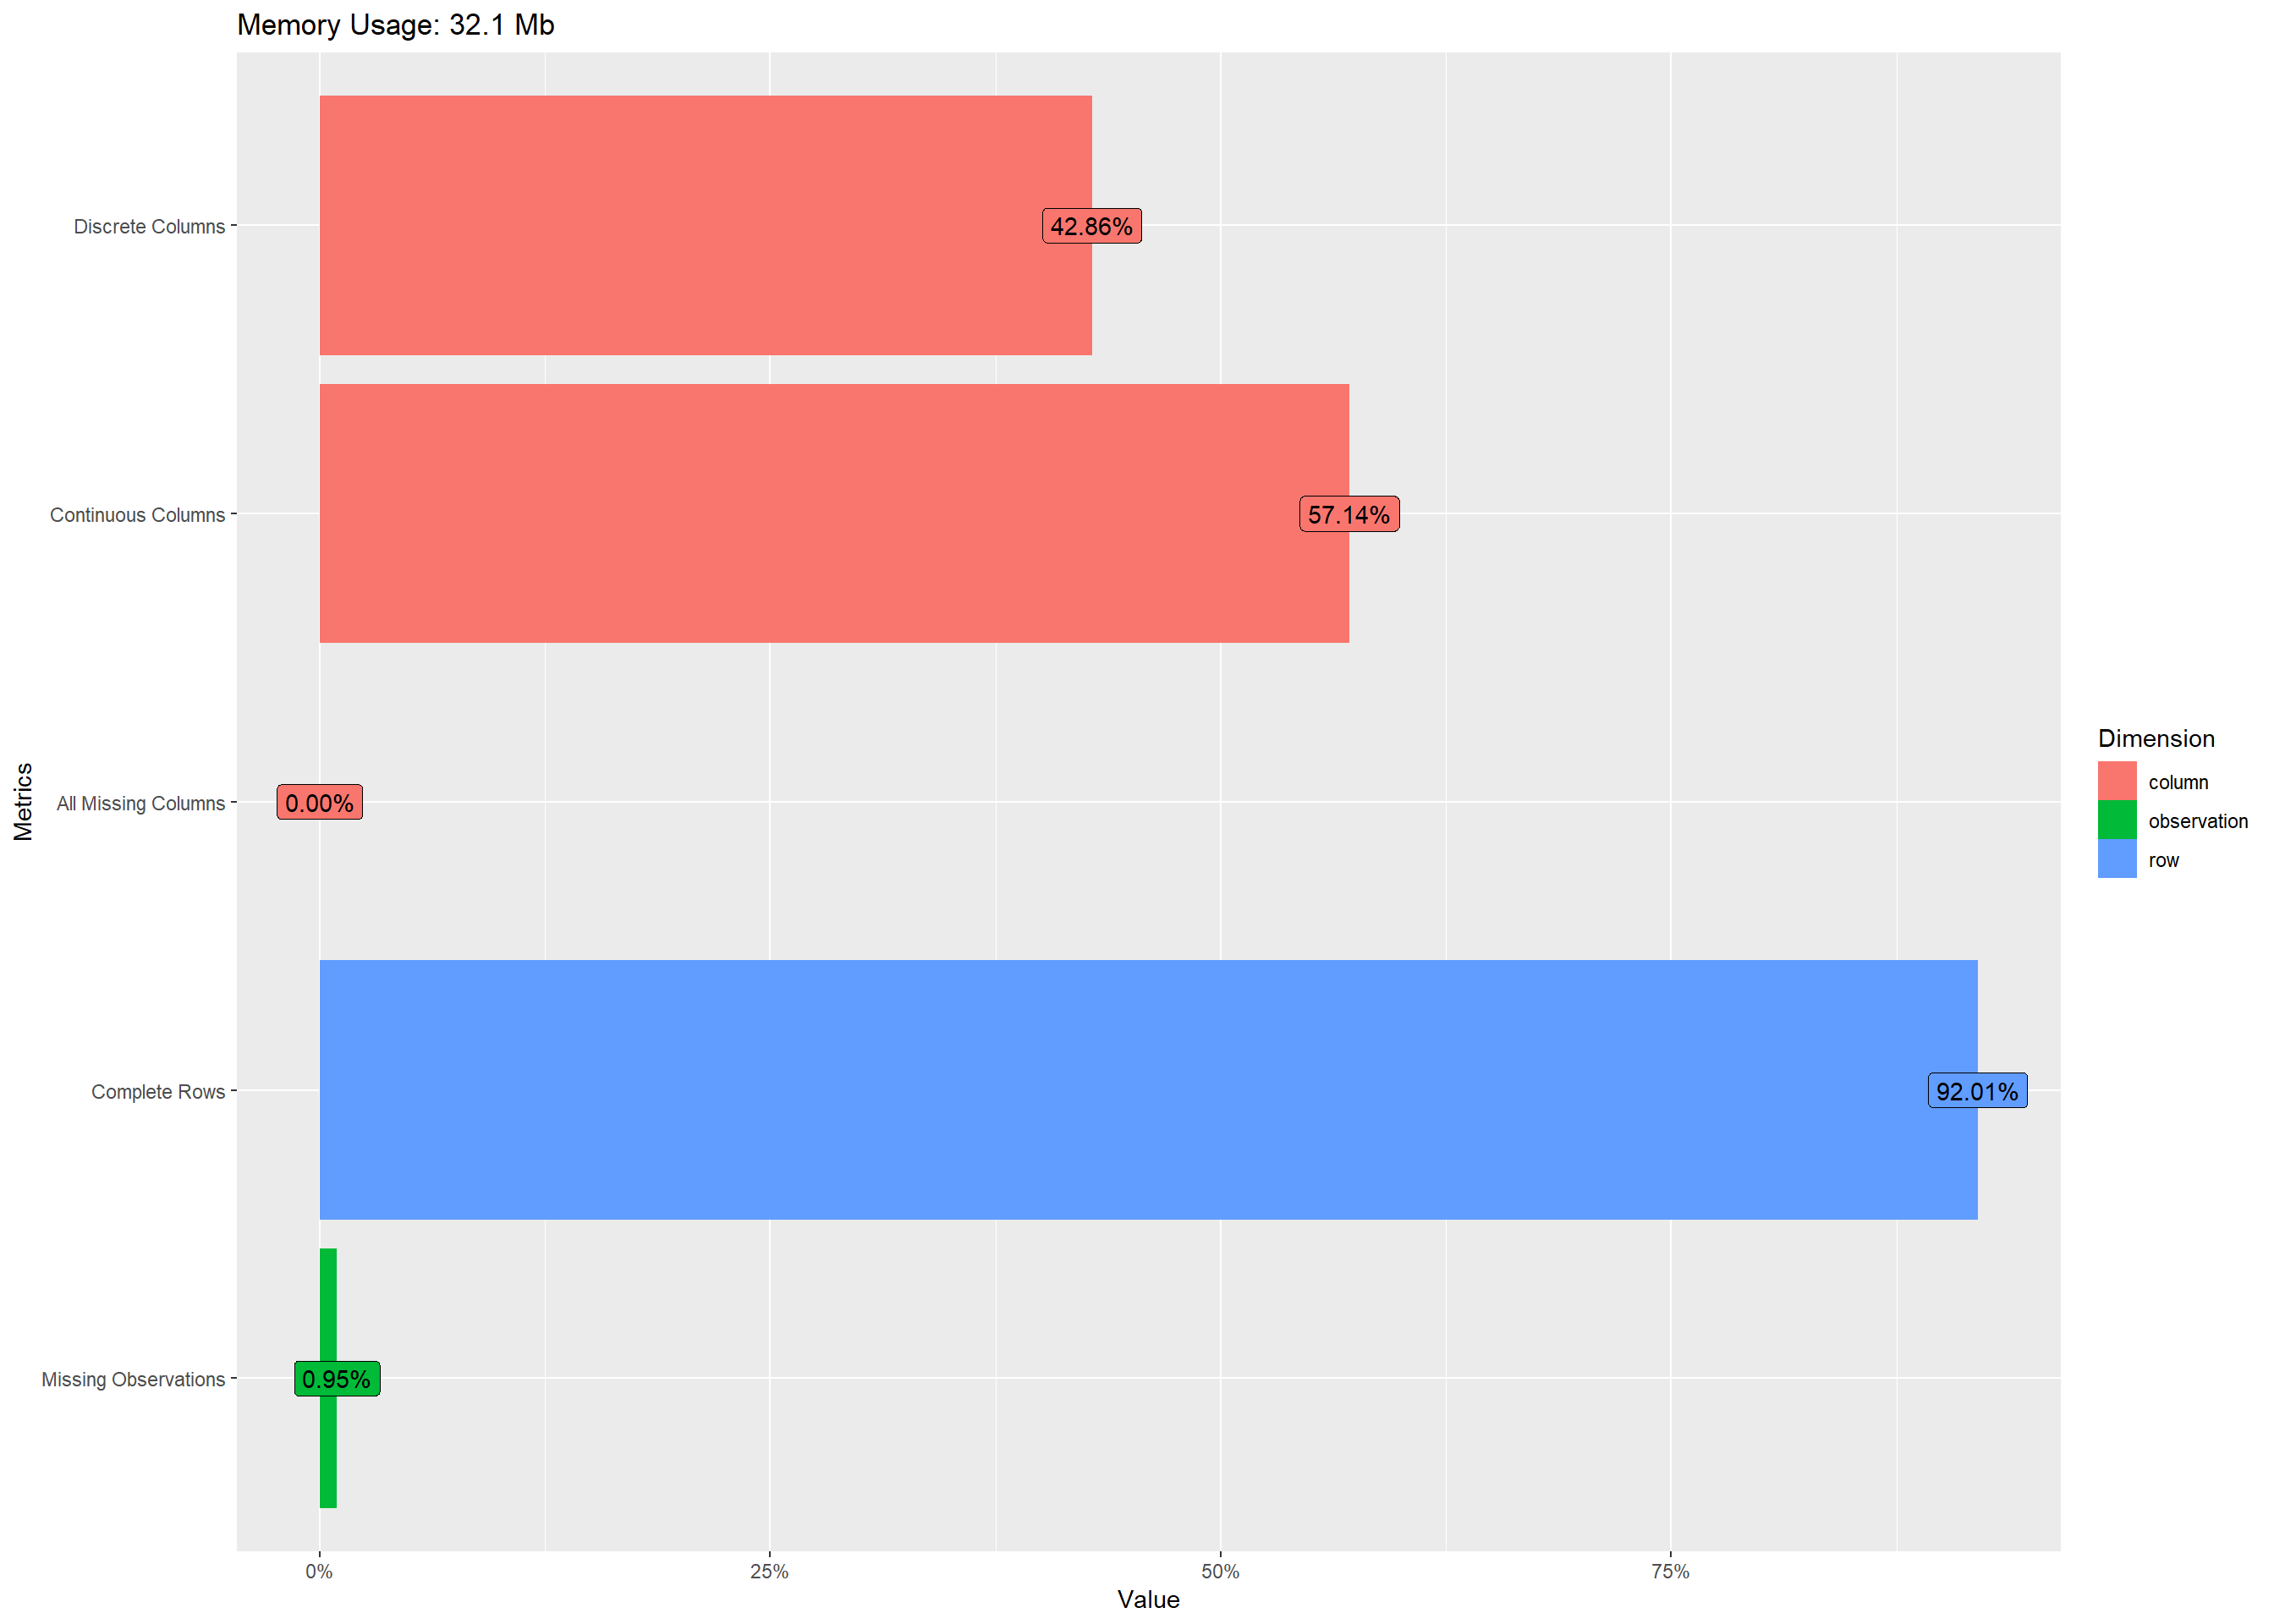 Memory Usage: 32.1 Mb
Metrics
Discrete Columns
42.86%
Continuous Columns
57.14%
All Missing Columns
0.00%
Complete Rows
92.01%
Missing Observations
0.95%
0%
25%
50%
75%
Value
Dimension
column
observation
row